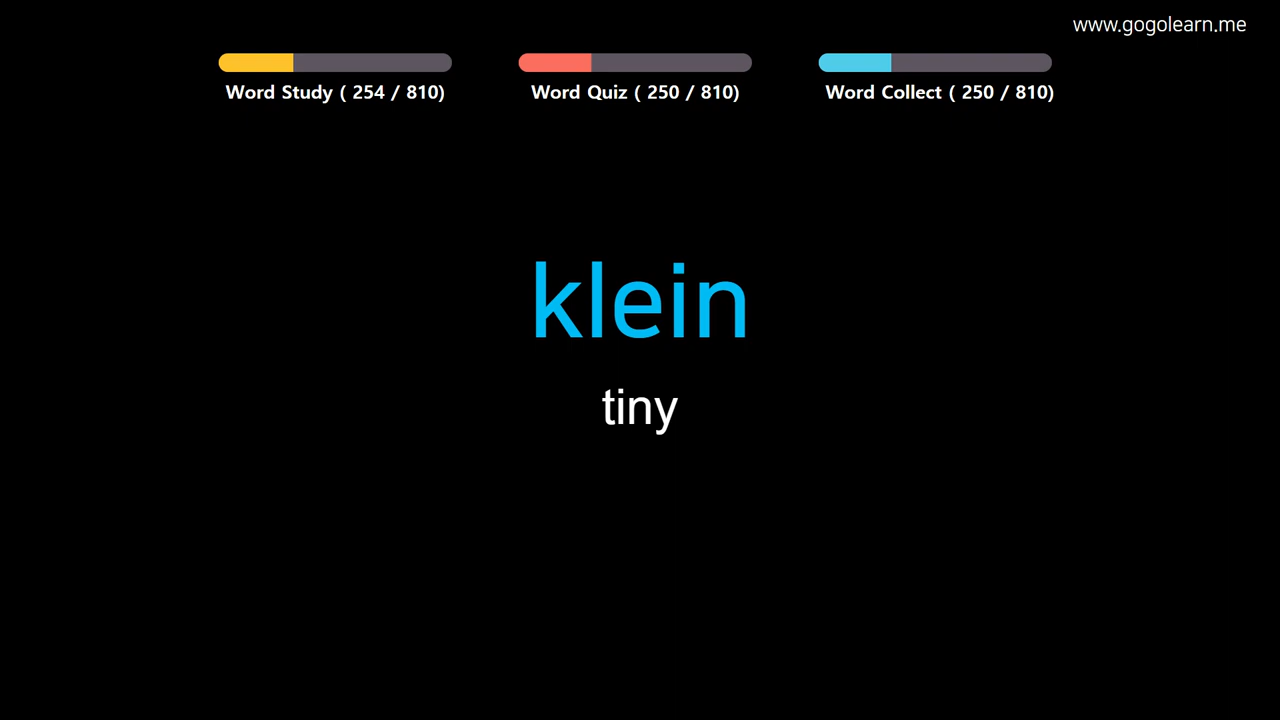 www.gogolearn.me
Word Study ( 254 / 810)
Word Quiz ( 250 / 810)
Word Collect ( 250 / 810)
klein
tiny